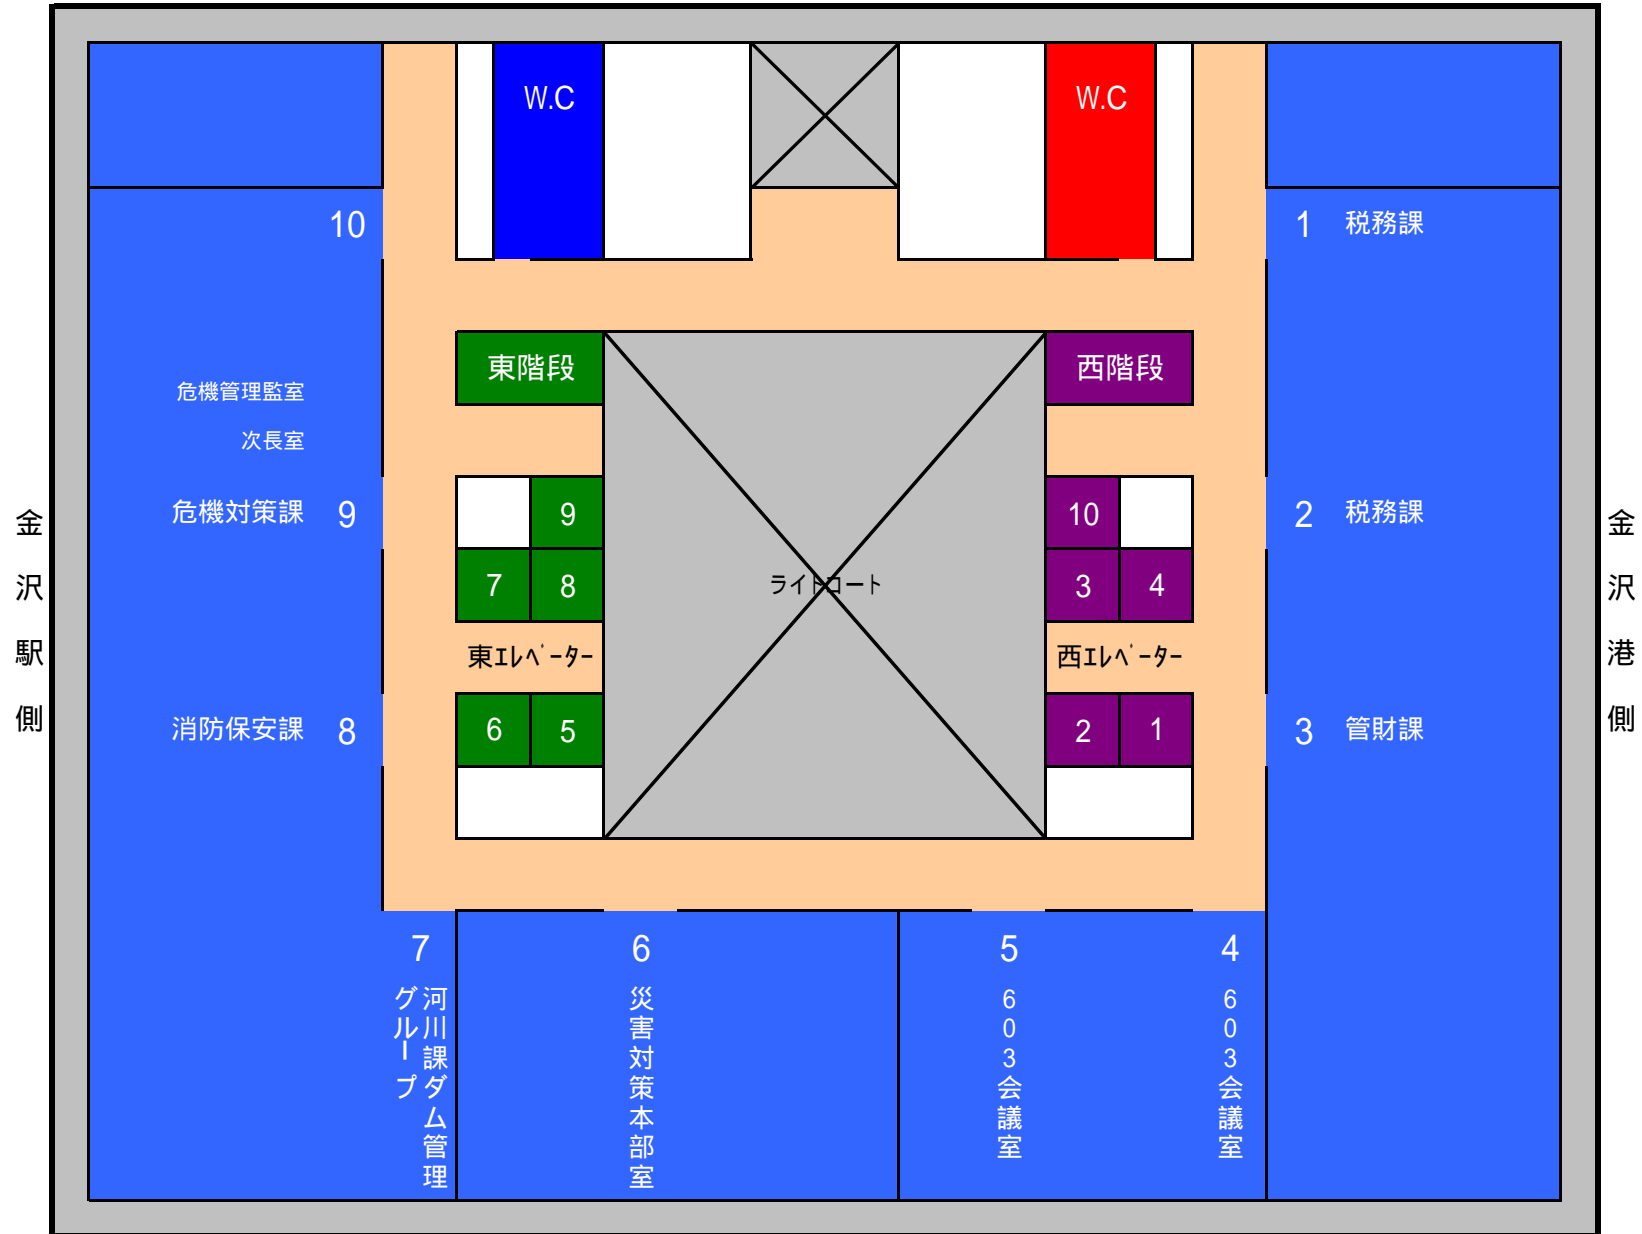 W.C
W.C
10
1 税務課
東階段
西階段
危機管理監室
次長室
危機対策課 9
9
10
2 税務課
7
8
3
4
ライトコート
金沢駅側
金沢港側
東ｴﾚﾍﾞｰﾀｰ
西ｴﾚﾍﾞｰﾀｰ
消防保安課 8
6
5
2
1
3 管財課
7
河川課ダム管理
グループ
6
災害対策本部室
5
603会議室
4
603会議室